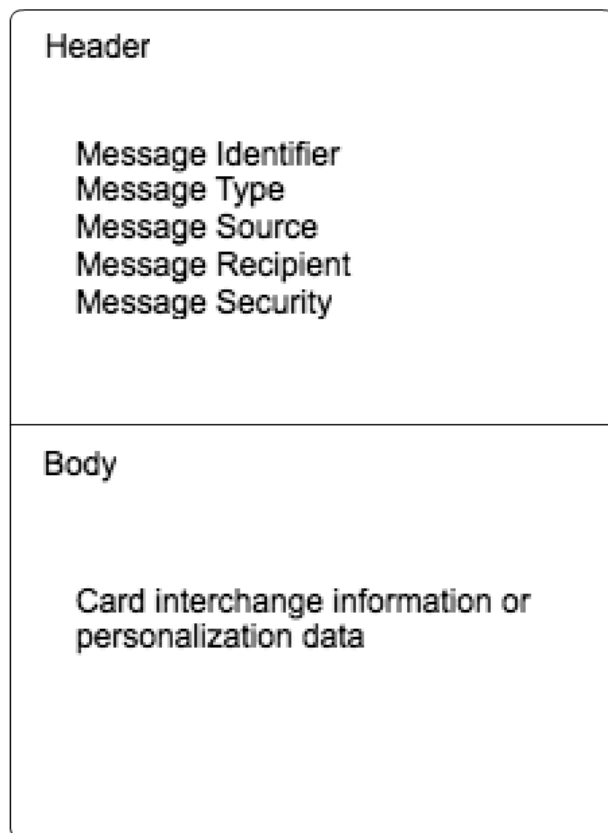 Header
Message Identifier
Message Type
Message Source
Message Recipient
Message Security
Body
Card interchange information or
personalization data